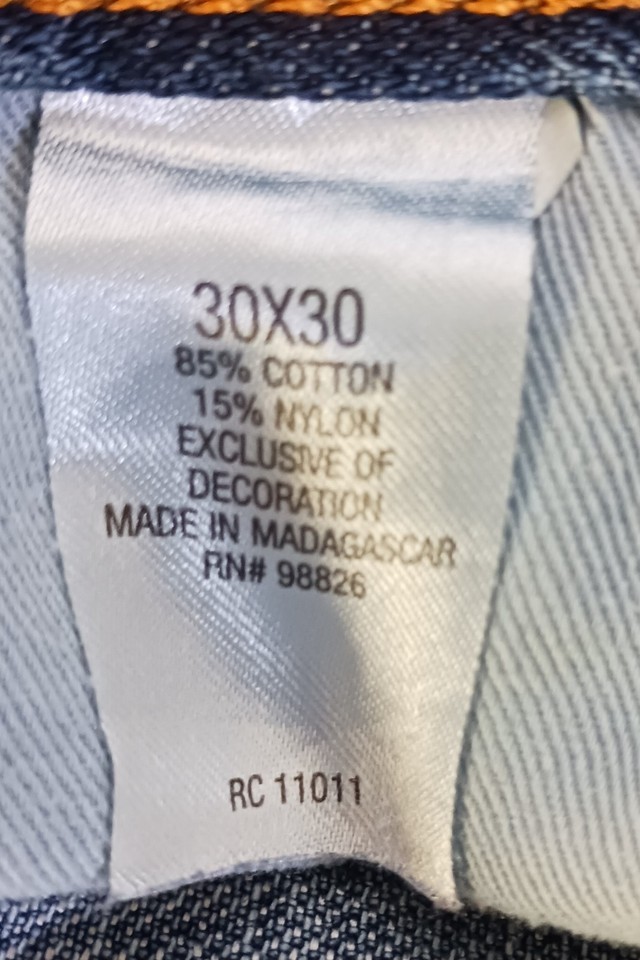 30X30
85% COTTON
15% NYLON
EXCLUSIVE OF
DECORATION
MADE IN MADAGASCAR
RN# 98826
RC 11011